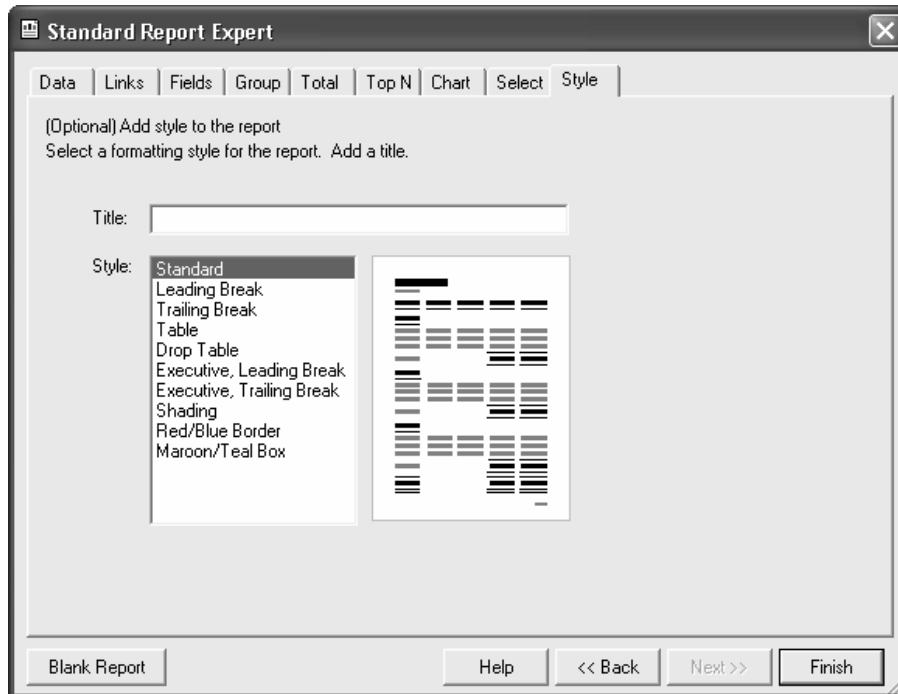 Standard Report Expert
Data Links Fields Group Total Top N Chart Select Style
(Optional) Add style to the report
Select a formatting style for the report.  Add a title.
Title:
Style:
Standard
Leading Break
Trailing Break
Table
Drop Table
Executive, Leading Break
Executive, Trailing Break
Shading
Red/Blue Border
Maroon/Teal Box
Blank Report Help << Back Next >> Finish